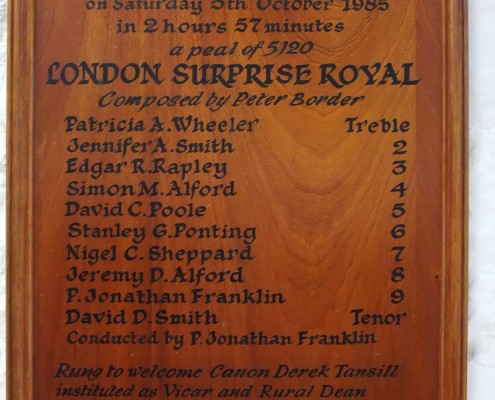 on Saturday 5th October 1985
in 2 hours 57 minutes
a peal of 5120
LONDON SURPRISE ROYAL
Composed by Peter Border
Patricia A. Wheeler Treble
Jennifer A. Smith 2
Edgar R. Rapley 3
Simon M. Alford 4
David C. Poole 5
Stanley G. Ponting 6
Nigel C. Sheppard 7
Jeremy D. Alford 8
P. Jonathan Franklin 9
David D. Smith Tenor
Conducted by P. Jonathan Franklin
Rung to welcome Canon Derek Tansill
instituted as Vicar and Rural Dean